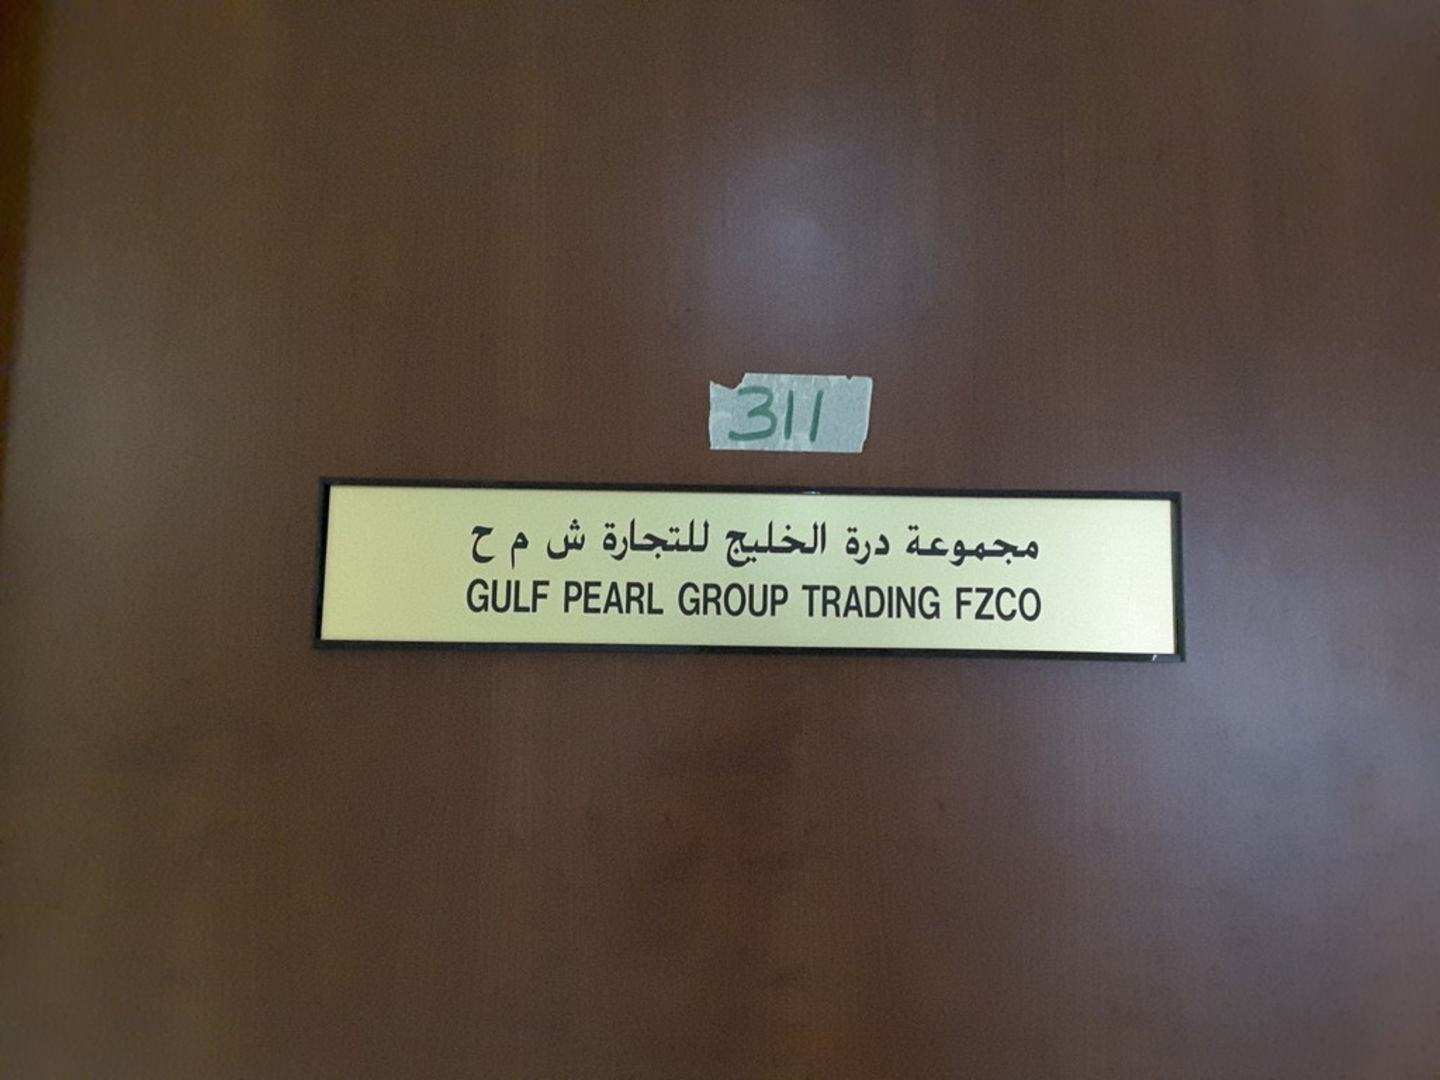 311
مجموعة درة الخليج للتجارة ش م ح
GULF PEARL GROUP TRADING FZCO